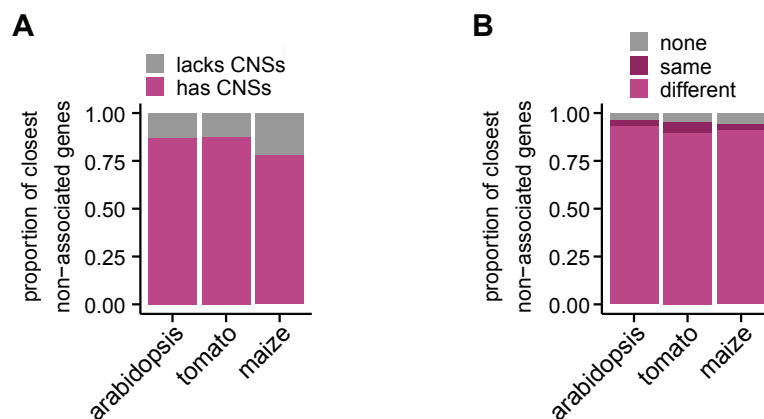 A
lacks CNSs
has CNSs
proportion of closest
non−associated genes
1.00
0.75
0.50
0.25
0.00
arabidopsis
tomato
maize
B
none
same
different
proportion of closest
non−associated genes
1.00
0.75
0.50
0.25
0.00
arabidopsis
tomato
maize